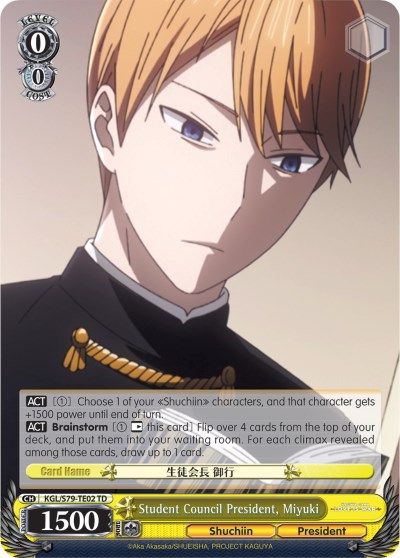 LEVEL
0
0
COST
ACT [①] Choose 1 of your «Shuchiin» characters, and that character gets
+1500 power until end of turn.
ACT Brainstorm [① this card] Flip over 4 cards from the top of your
deck, and put them into your waiting room. For each climax revealed
among those cards, draw up to 1 card.
Card Name
生徒会長 御行
CH KGL/S79-TE02 TD
1500
Student Council President, Miyuki
Shuchiin
President
©Aka Akasaka/SHUEISHA, PROJECT KAGUYA